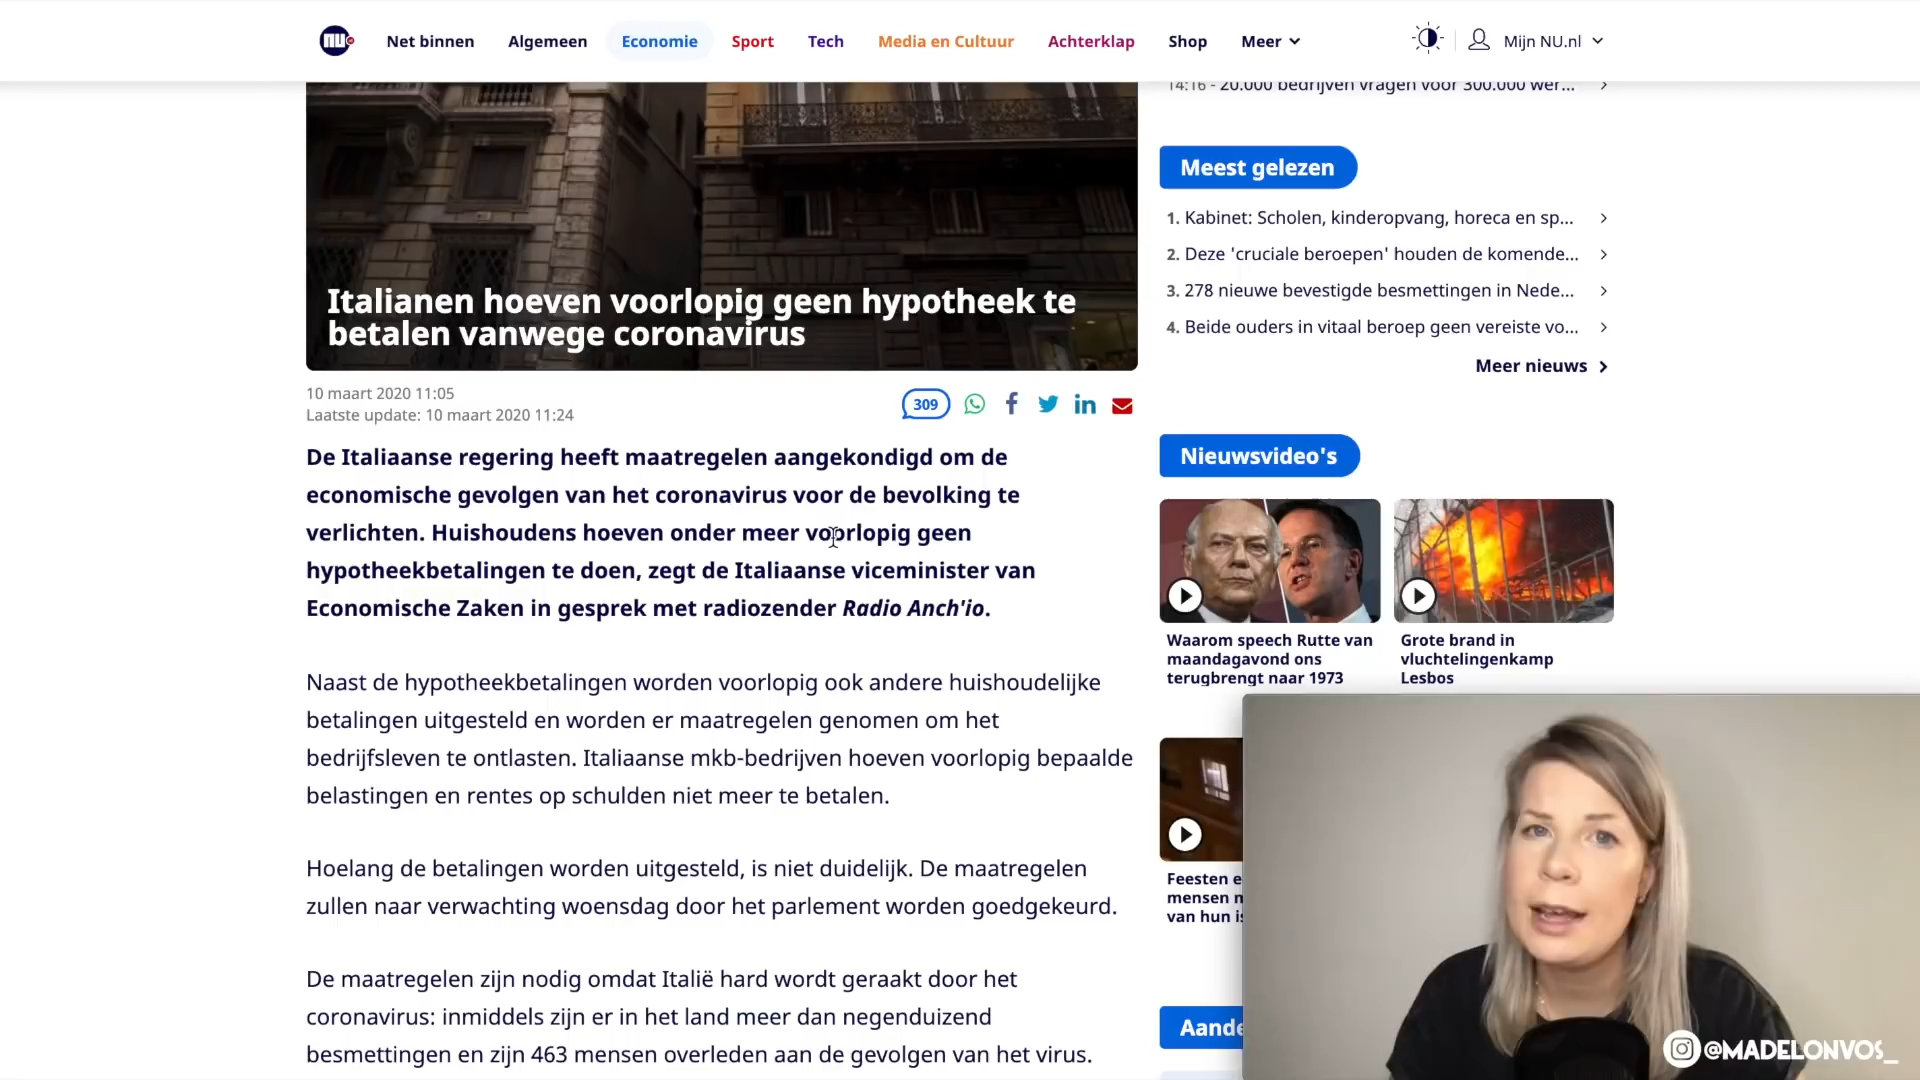 NU.nl
Net binnen
Algemeen
Economie
Sport
Tech
Media en Cultuur
Achterklap
Shop
Meer
Mijn NU.nl
Italianen hoeven voorlopig geen hypotheek te
betalen vanwege coronavirus
10 maart 2020 11:05
Laatste update: 10 maart 2020 11:24
309
De Italiaanse regering heeft maatregelen aangekondigd om de
economische gevolgen van het coronavirus voor de bevolking te
verlichten. Huishoudens hoeven onder meer voorlopig geen
hypotheekbetalingen te doen, zegt de Italiaanse viceminister van
Economische Zaken in gesprek met radiozender Radio Anch'io.
Naast de hypotheekbetalingen worden voorlopig ook andere huishoudelijke
betalingen uitgesteld en worden er maatregelen genomen om het
bedrijfsleven te ontlasten. Italiaanse mkb-bedrijven hoeven voorlopig bepaalde
belastingen en rentes op schulden niet meer te betalen.
Hoelang de betalingen worden uitgesteld, is niet duidelijk. De maatregelen
zullen naar verwachting woensdag door het parlement worden goedgekeurd.
De maatregelen zijn nodig omdat Italië hard wordt geraakt door het
coronavirus: inmiddels zijn er in het land meer dan negenduizend
besmettingen en zijn 463 mensen overleden aan de gevolgen van het virus.
14:16 - 20.000 bedrijven vragen voor 300.000 wer...
Meest gelezen
1. Kabinet: Scholen, kinderopvang, horeca en sp...
2. Deze 'cruciale beroepen' houden de komende...
3. 278 nieuwe bevestigde besmettingen in Nede...
4. Beide ouders in vitaal beroep geen vereiste vo...
Meer nieuws
Nieuwsvideo's
Waarom speech Rutte van
maandagavond ons
terugbrengt naar 1973
Grote brand in
vluchtelingenkamp
Lesbos
Feesten e
mensen
van hun
Aande
@MADELONVOS_